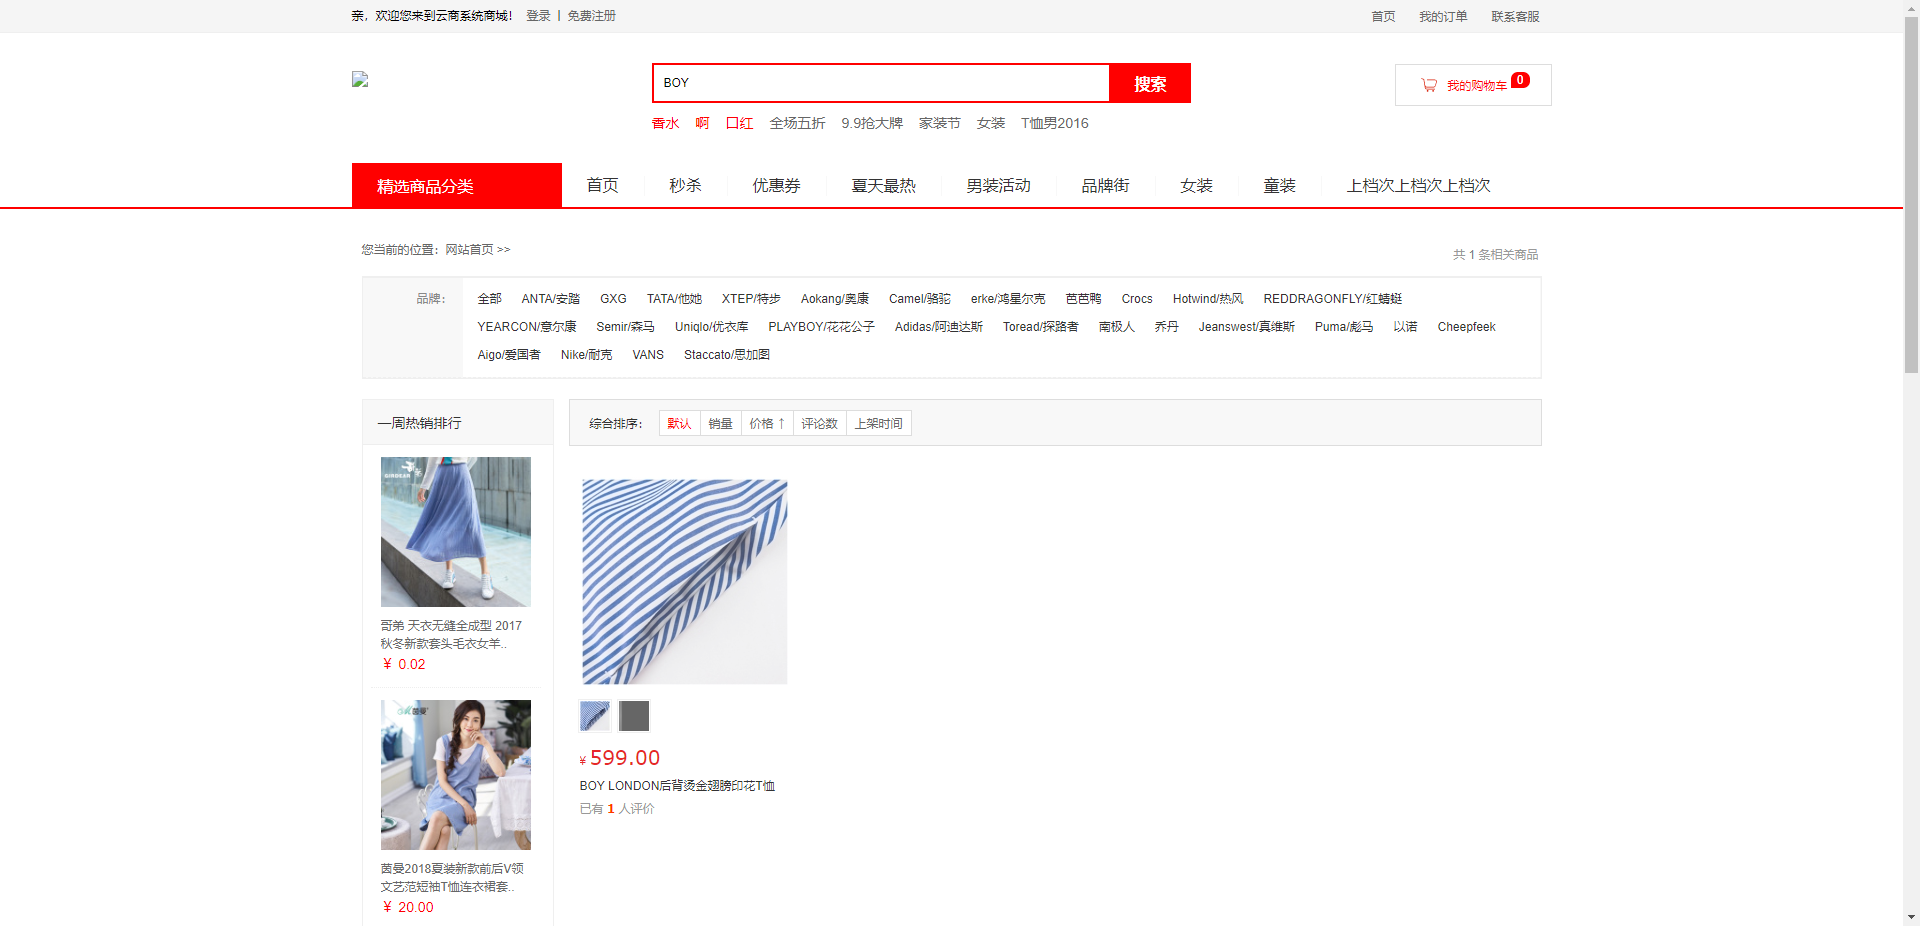 亲，欢迎您来到云商系统商城！ 登录 | 免费注册 首页 我的订单 联系客服
BOY 搜索 我的购物车 0
香水 啊 口红 全场五折 9.9抢大牌 家装节 女装 T恤男2016
精选商品分类 首页 秒杀 优惠券 夏天最热 男装活动 品牌街 女装 童装 上档次上档次上档次
您当前的位置：网站首页 >> 共 1 条相关商品
品牌： 全部 ANTA/安踏 GXG TATA/他她 XTEP/特步 Aokang/奥康 Camel/骆驼 erke/鸿星尔克 芭芭鸭 Crocs Hotwind/热风 REDDRAGONFLY/红蜻蜓
YEARCON/意尔康 Semir/森马 Uniqlo/优衣库 PLAYBOY/花花公子 Adidas/阿迪达斯 Toread/探路者 南极人 乔丹 Jeanswest/真维斯 Puma/彪马 以诺 Cheepfeek
Aigo/爱国者 Nike/耐克 VANS Staccato/思加图
一周热销排行 综合排序： 默认 销量 价格 ↑ 评论数 上架时间
哥弟 天衣无缝全成型 2017
秋冬新款套头毛衣女羊..
¥ 0.02
茵曼2018夏装新款前后V领
文艺范短袖T恤连衣裙套..
¥ 20.00
¥ 599.00
BOY LONDON后背烫金翅膀印花T恤
已有 1 人评价